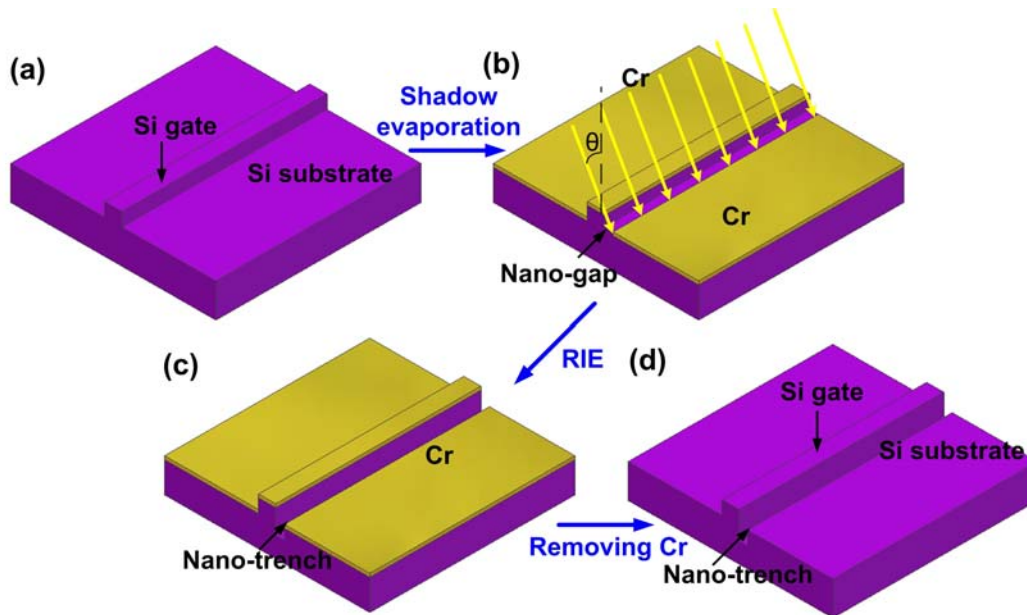 (a)
Si gate
Si substrate
Shadow
evaporation
(b)
Cr
θ
Cr
Nano-gap
RIE
(c)
Cr
Nano-trench
Removing Cr
(d)
Si gate
Si substrate
Nano-trench